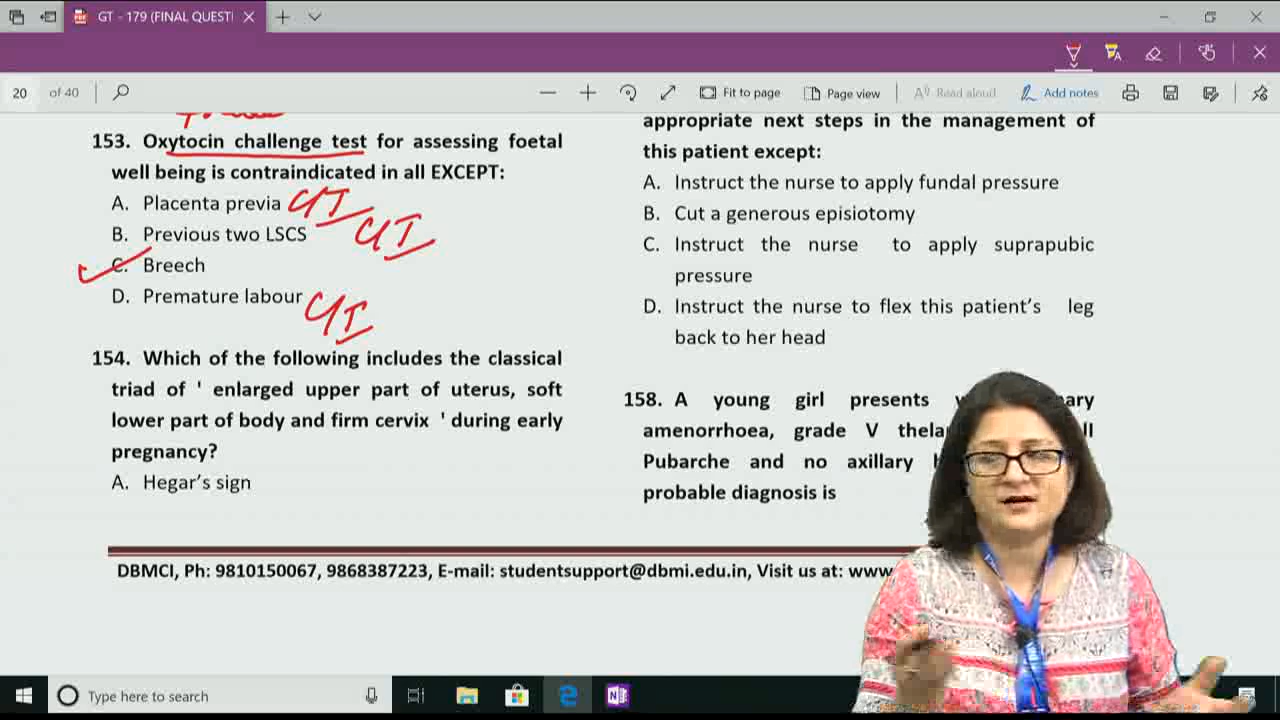 GT - 179 (FINAL QUEST
20 of 40
Fit to page
Page view
Read aloud
Add notes
153. Oxytocin challenge test for assessing foetal
well being is contraindicated in all EXCEPT:
A. Placenta previa CI
B. Previous two LSCS CI
C. Breech
D. Premature labour CI
154. Which of the following includes the classical
triad of ' enlarged upper part of uterus, soft
lower part of body and firm cervix ' during early
pregnancy?
A. Hegar's sign
appropriate next steps in the management of
this patient except:
A. Instruct the nurse to apply fundal pressure
B. Cut a generous episiotomy
C. Instruct the nurse to apply suprapubic
pressure
D. Instruct the nurse to flex this patient's leg
back to her head
158. A young girl presents
amenorrhoea, grade V
Pubarche and no axillary
probable diagnosis is
DBMCI, Ph: 9810150067, 9868387223, E-mail: studentsupport@dbmi.edu.in, Visit us at: www.
Type here to search